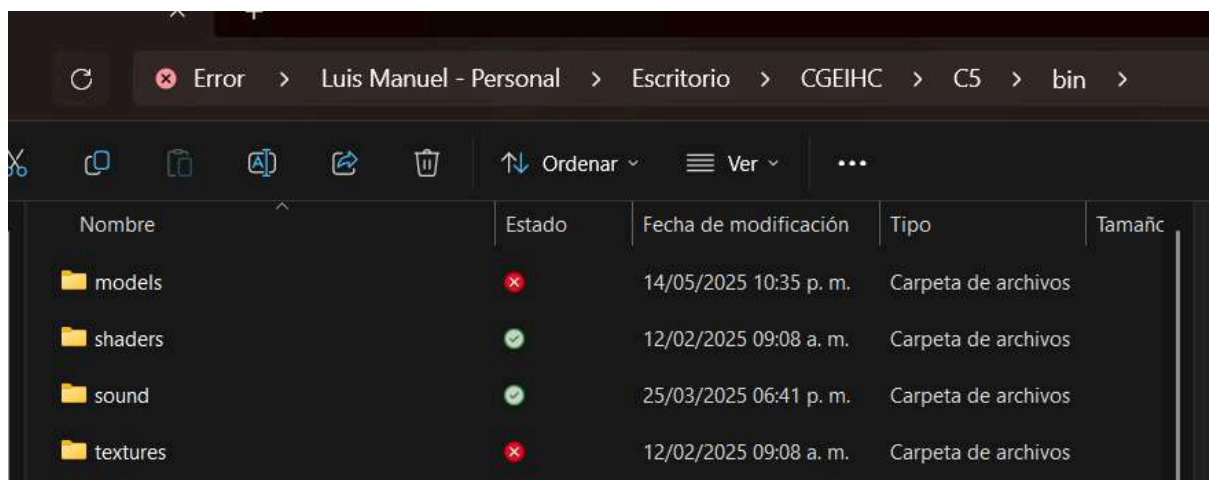 Error > Luis Manuel - Personal > Escritorio > CGEIHC > C5 > bin >
Ordenar Ver ...
Nombre Estado Fecha de modificación Tipo Tamañc
models 14/05/2025 10:35 p. m. Carpeta de archivos
shaders 12/02/2025 09:08 a. m. Carpeta de archivos
sound 25/03/2025 06:41 p. m. Carpeta de archivos
textures 12/02/2025 09:08 a. m. Carpeta de archivos